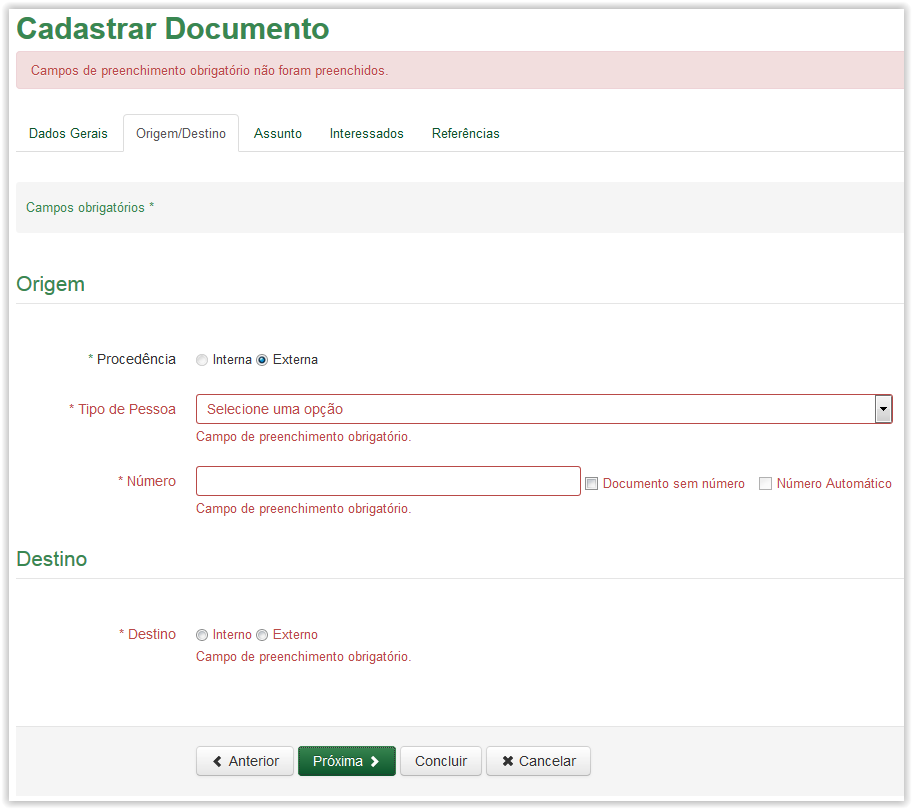 Cadastrar Documento
Campos de preenchimento obrigatório não foram preenchidos.
Dados Gerais Origem/Destino Assunto Interessados Referências
Campos obrigatórios *
Origem
* Procedência Interna Externa
* Tipo de Pessoa Selecione uma opção
Campo de preenchimento obrigatório.
* Número Documento sem número Número Automático
Campo de preenchimento obrigatório.
Destino
* Destino Interno Externo
Campo de preenchimento obrigatório.
Anterior Próxima Concluir Cancelar